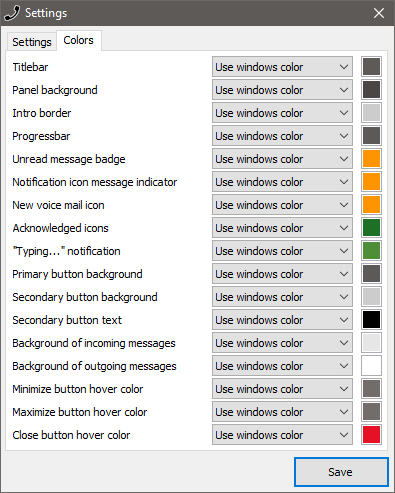 Settings
Settings Colors
Titlebar Use windows color
Panel background Use windows color
Intro border Use windows color
Progressbar Use windows color
Unread message badge Use windows color
Notification icon message indicator Use windows color
New voice mail icon Use windows color
Acknowledged icons Use windows color
"Typing..." notification Use windows color
Primary button background Use windows color
Secondary button background Use windows color
Secondary button text Use windows color
Background of incoming messages Use windows color
Background of outgoing messages Use windows color
Minimize button hover color Use windows color
Maximize button hover color Use windows color
Close button hover color Use windows color
Save